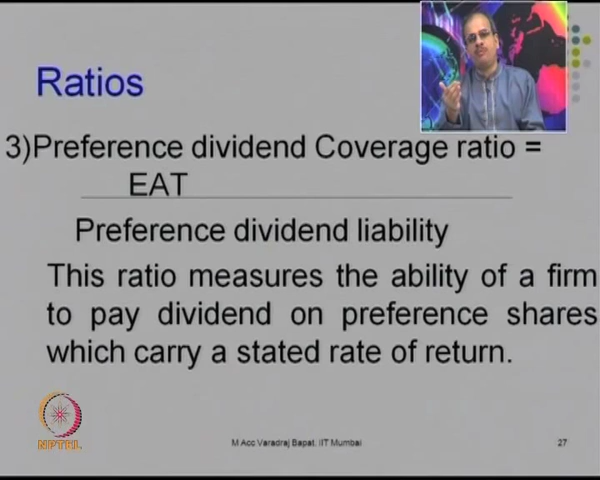 Ratios
3)Preference dividend Coverage ratio =
EAT
Preference dividend liability
This ratio measures the ability of a firm
to pay dividend on preference shares
which carry a stated rate of return.
NPTEL
M Acc Varadraj Bapat, IIT Mumbai
27